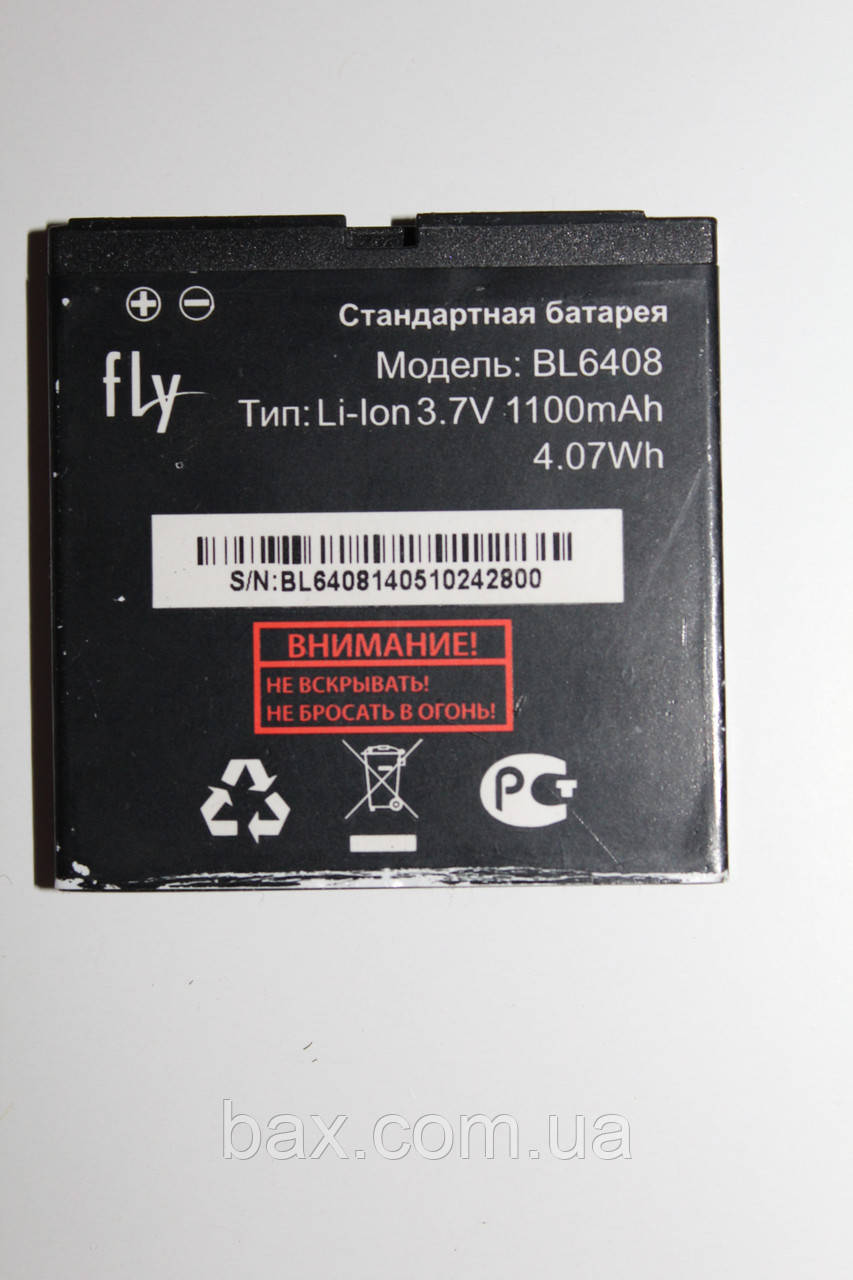 Стандартная батарея
fly
Модель: BL6408
Тип: Li-Ion 3.7V 1100mAh
4.07Wh
S/N:BL6408140510242800
ВНИМАНИЕ!
НЕ ВСКРЫВАТЬ!
НЕ БРОСАТЬ В ОГОНЬ!
РСТ
bax.com.ua